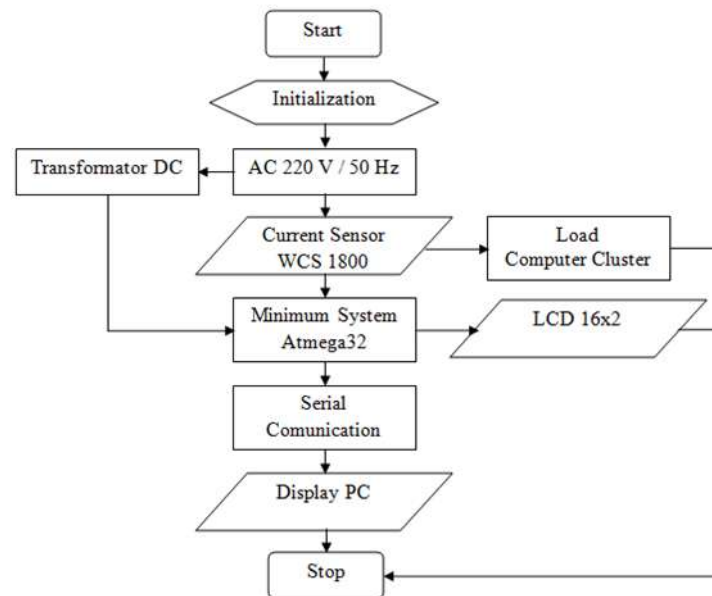 Start
Initialization
Transformator DC
AC 220 V / 50 Hz
Current Sensor
WCS 1800
Load
Computer Cluster
Minimum System
Atmega32
LCD 16x2
Serial
Comunication
Display PC
Stop